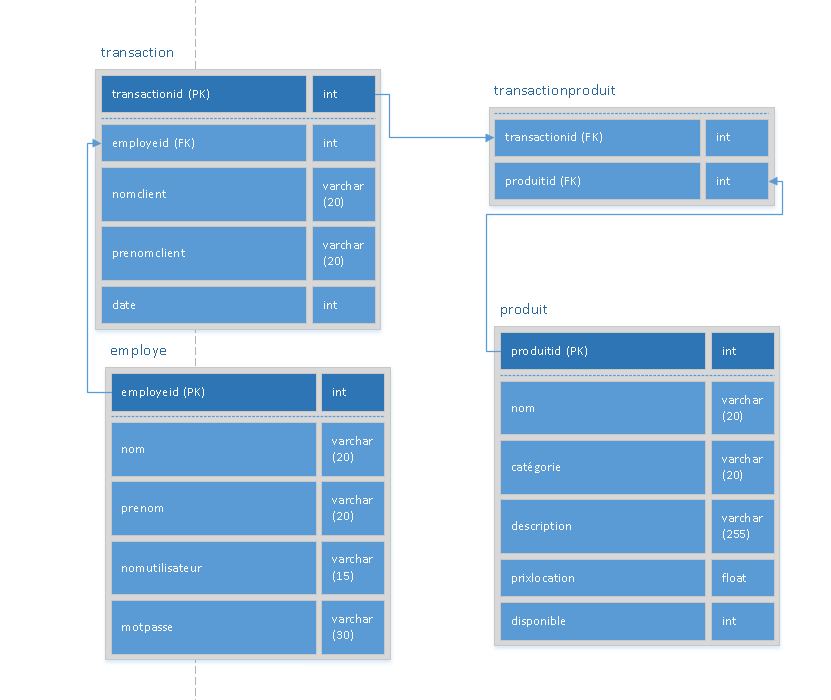 transaction
transactionid (PK) int
employeid (FK) int
nomclient varchar
(20)
prenomclient varchar
(20)
date int
employe
employeid (PK) int
nom varchar
(20)
prenom varchar
(20)
nomutilisateur varchar
(15)
motpasse varchar
(30)
transactionproduit
transactionid (FK) int
produitid (FK) int
produit
produitid (PK) int
nom varchar
(20)
catégorie varchar
(20)
description varchar
(255)
prixlocation float
disponible int